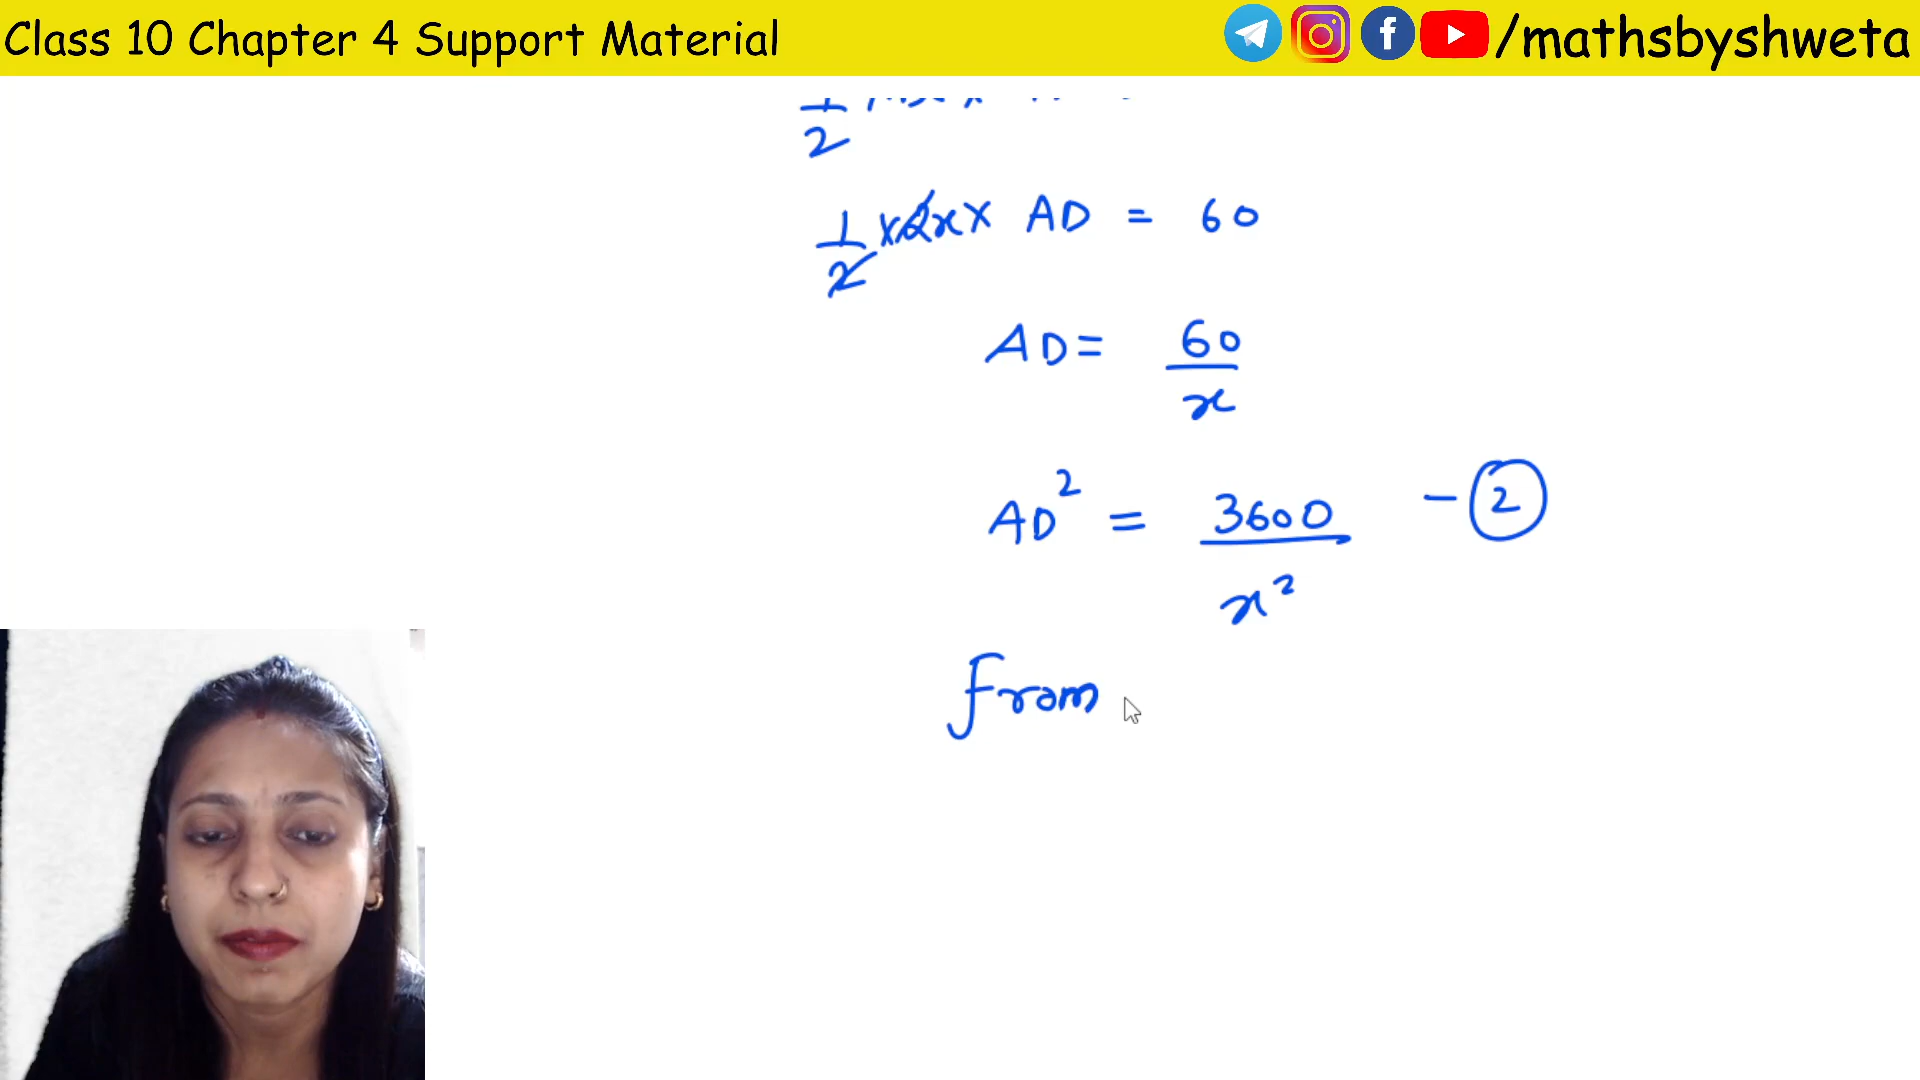 Class 10 Chapter 4 Support Material
/mathsbyshweta
2
1/2 × 2x × AD = 60
AD = 60/x
AD² = 3600/x² - 2
From